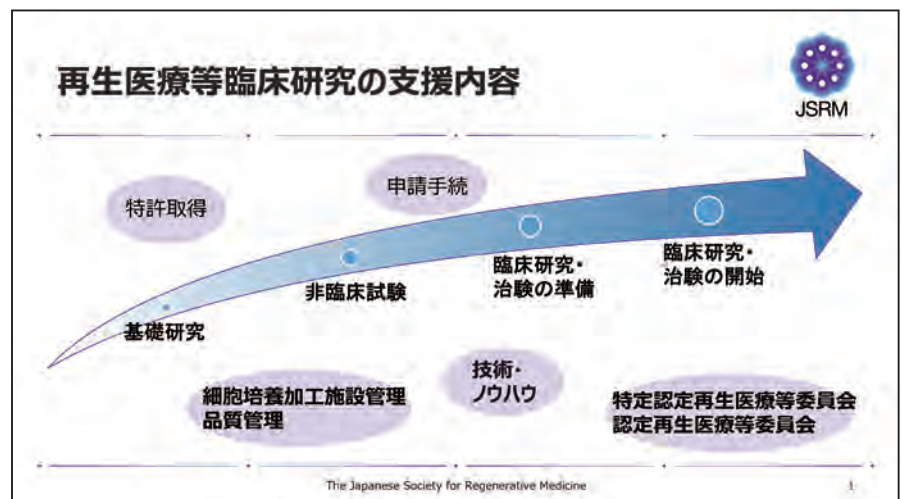 再生医療等臨床研究の支援内容
JSRM
特許取得
申請手続
基礎研究
非臨床試験
臨床研究・
治験の準備
臨床研究・
治験の開始
細胞培養加工施設管理
品質管理
技術・
ノウハウ
特定認定再生医療等委員会
認定再生医療等委員会
The Japanese Society for Regenerative Medicine
1